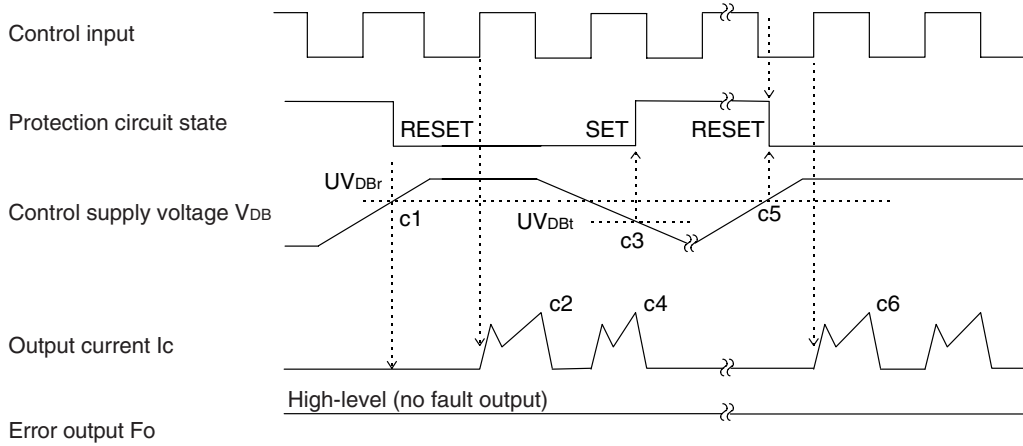 Control input
Protection circuit state
RESET
SET
RESET
UVDBr
Control supply voltage VDB
c1
UVDBt
c3
c5
c2
c4
c6
Output current Ic
High-level (no fault output)
Error output Fo